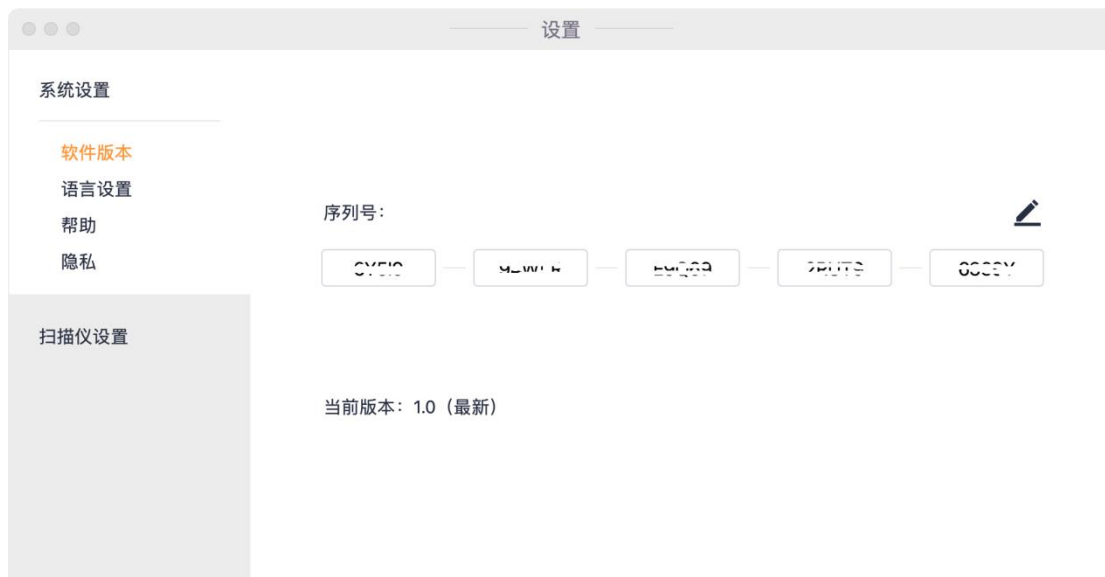 设置
系统设置
软件版本
语言设置
帮助
隐私
扫描仪设置
序列号：
当前版本：1.0（最新）